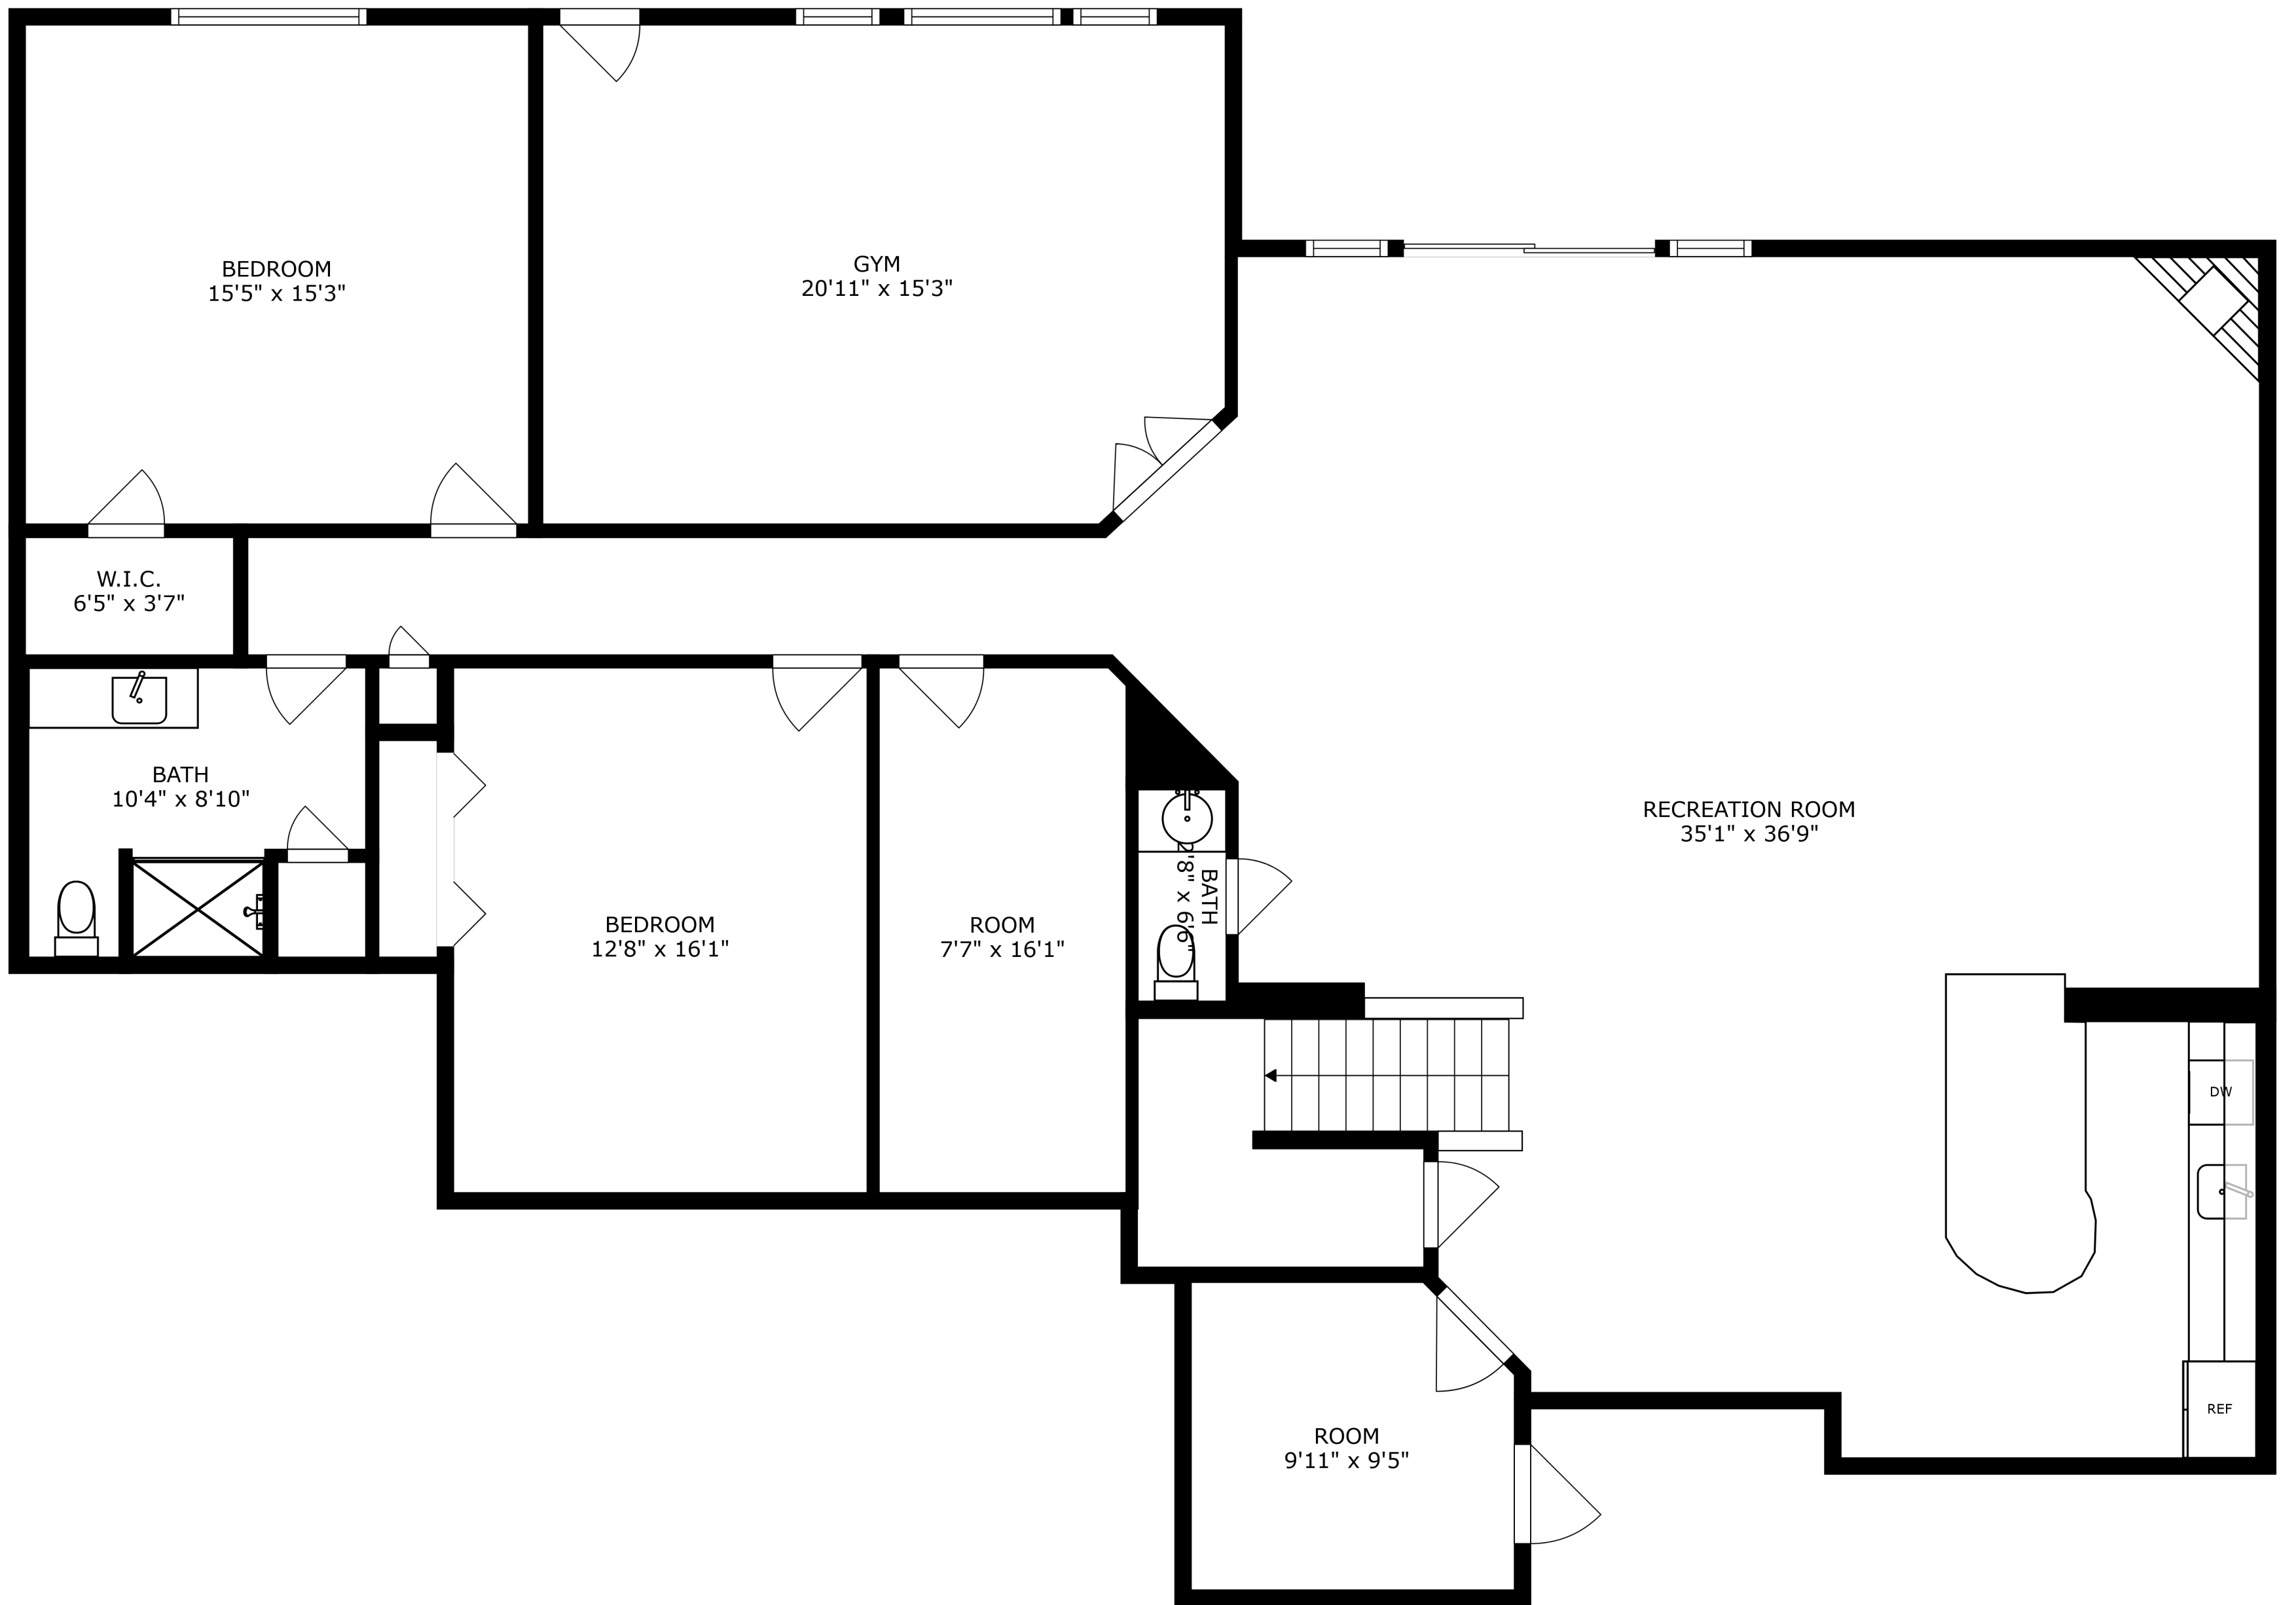 BEDROOM
15'5" x 15'3"
GYM
20'11" x 15'3"
W.I.C.
6'5" x 3'7"
BATH
10'4" x 8'10"
RECREATION ROOM
35'1" x 36'9"
BEDROOM
12'8" x 16'1"
ROOM
7'7" x 16'1"
BATH
2'8" x 6'6"
DW
REF
ROOM
9'11" x 9'5"